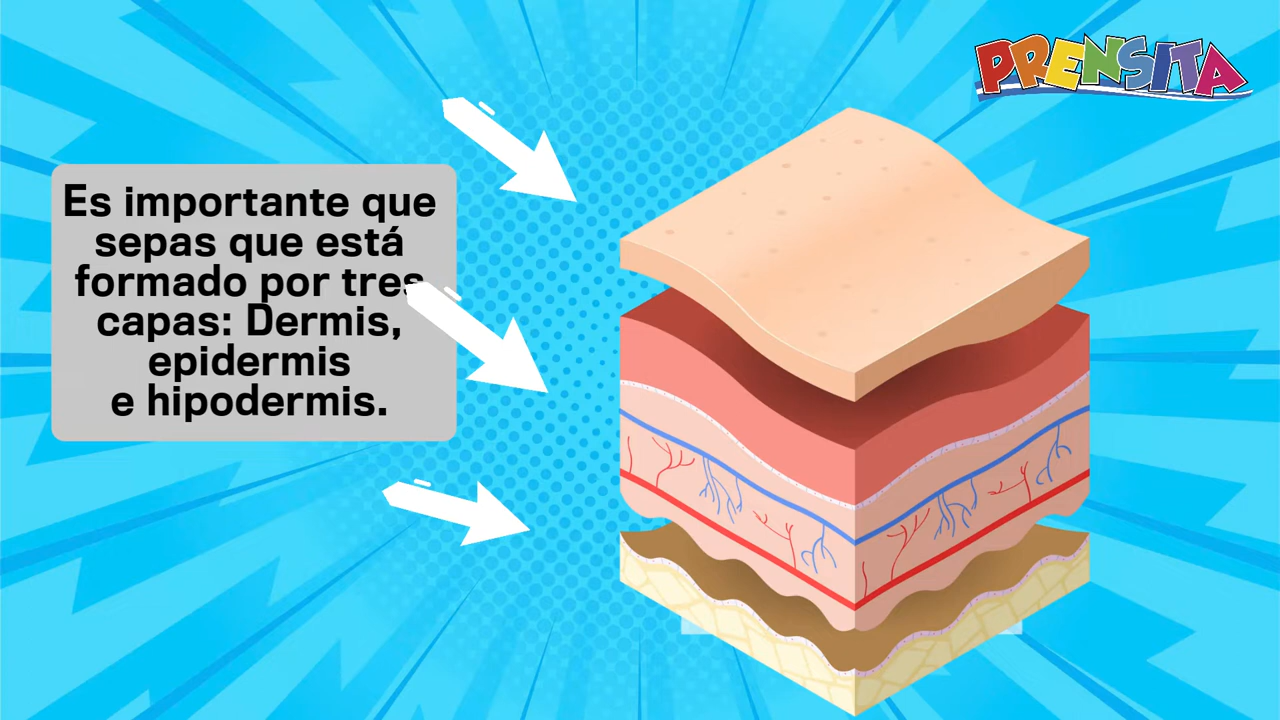 PRENSITA
Es importante que
sepas que está
formado por tres
capas: Dermis,
epidermis
e hipodermis.